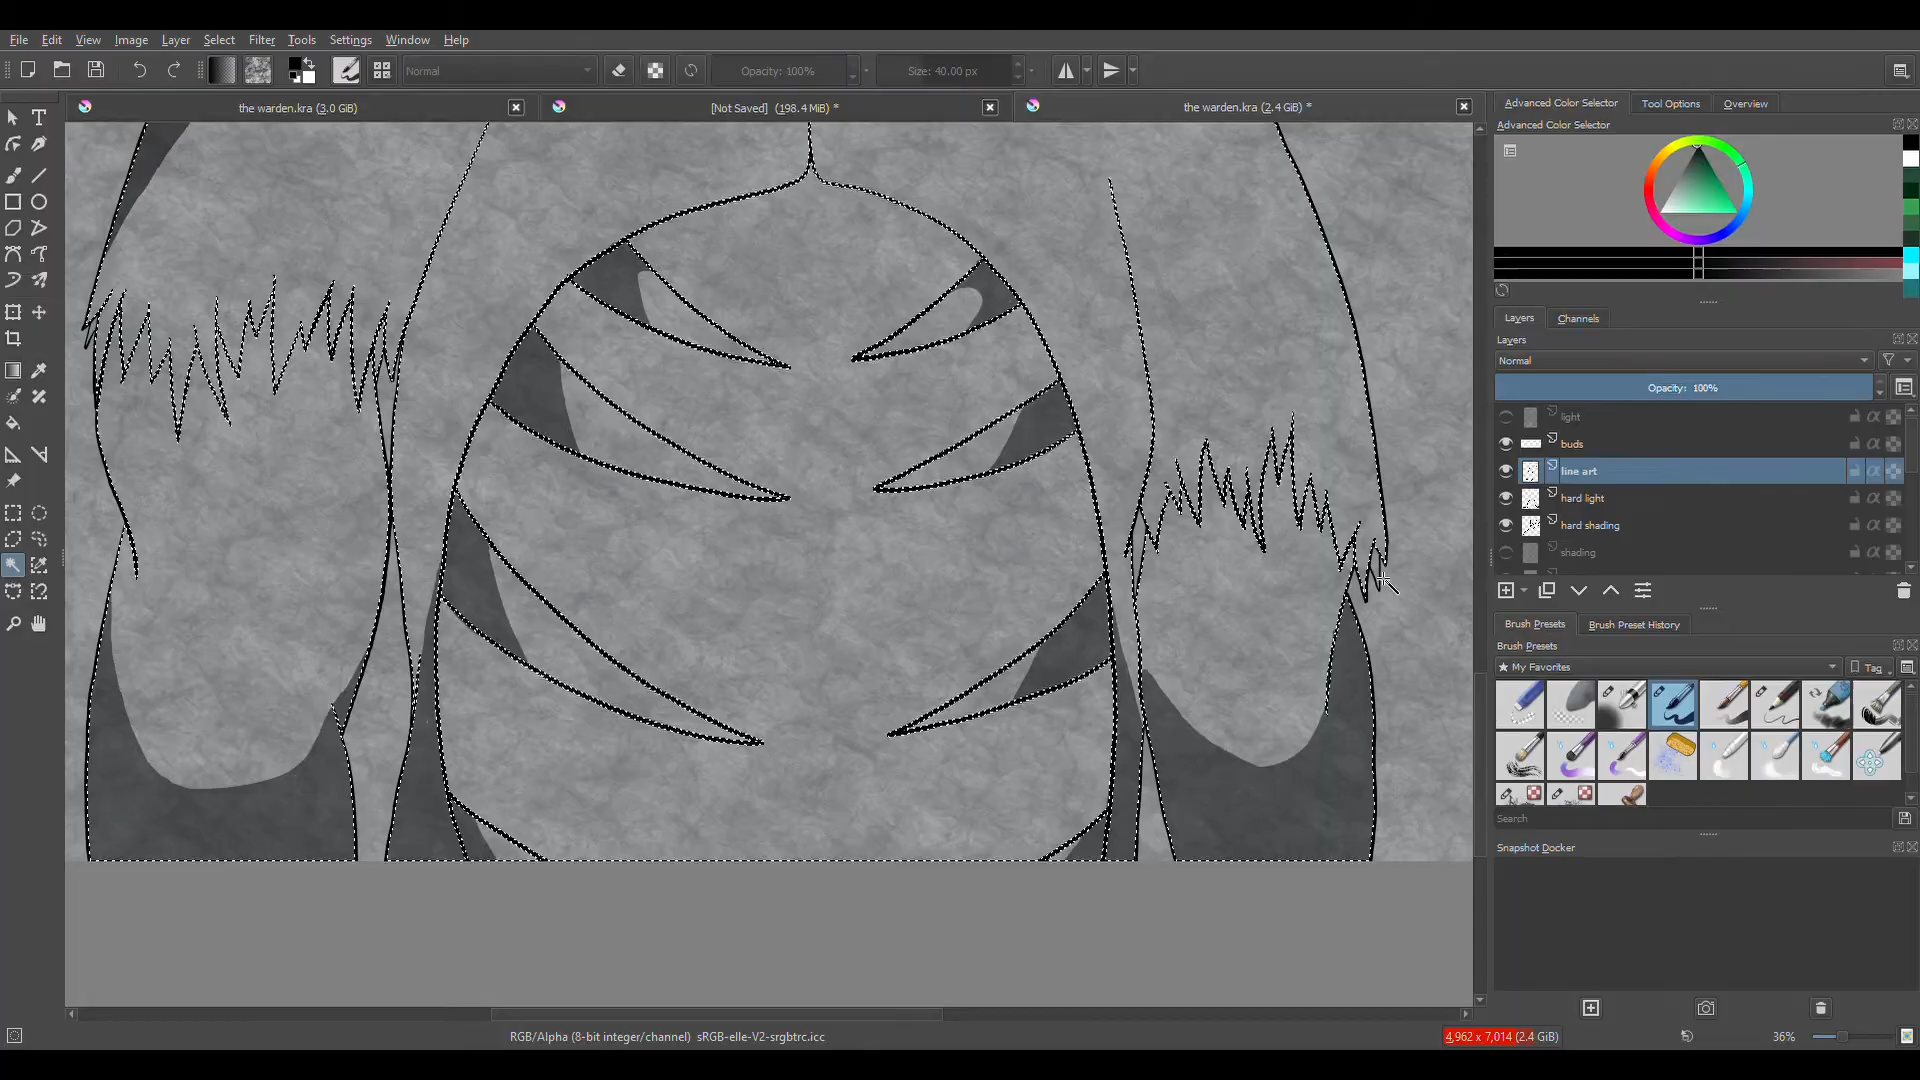 File Edit View Image Layer Select Filter Tools Settings Window Help
Normal
Opacity: 100%
Size: 40.00 px
the warden.kra (3.0 GiB)
[Not Saved] (198.4 MiB) *
the warden.kra (2.4 GiB) *
Advanced Color Selector
Tool Options
Overview
Advanced Color Selector
Layers
Channels
Layers
Normal
Opacity: 100%
light
buds
line art
hard light
hard shading
shading
Brush Presets
Brush Preset History
Brush Presets
★ My Favorites
Tag
Search
Snapshot Docker
RGB/Alpha (8-bit integer/channel) sRGB-elle-V2-srgbtrc.icc
4,962 x 7,014 (2.4 GiB)
36%